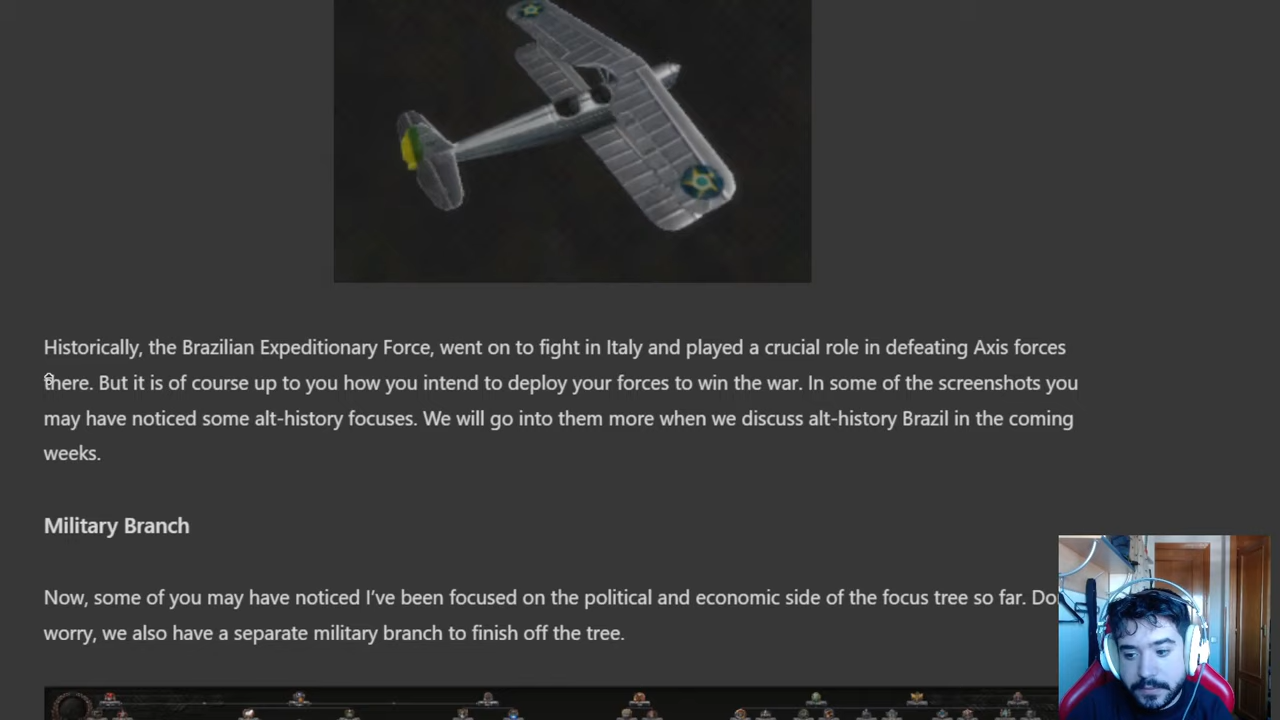 Historically, the Brazilian Expeditionary Force, went on to fight in Italy and played a crucial role in defeating Axis forces
there. But it is of course up to you how you intend to deploy your forces to win the war. In some of the screenshots you
may have noticed some alt-history focuses. We will go into them more when we discuss alt-history Brazil in the coming
weeks.
Military Branch
Now, some of you may have noticed I’ve been focused on the political and economic side of the focus tree so far. Do
worry, we also have a separate military branch to finish off the tree.